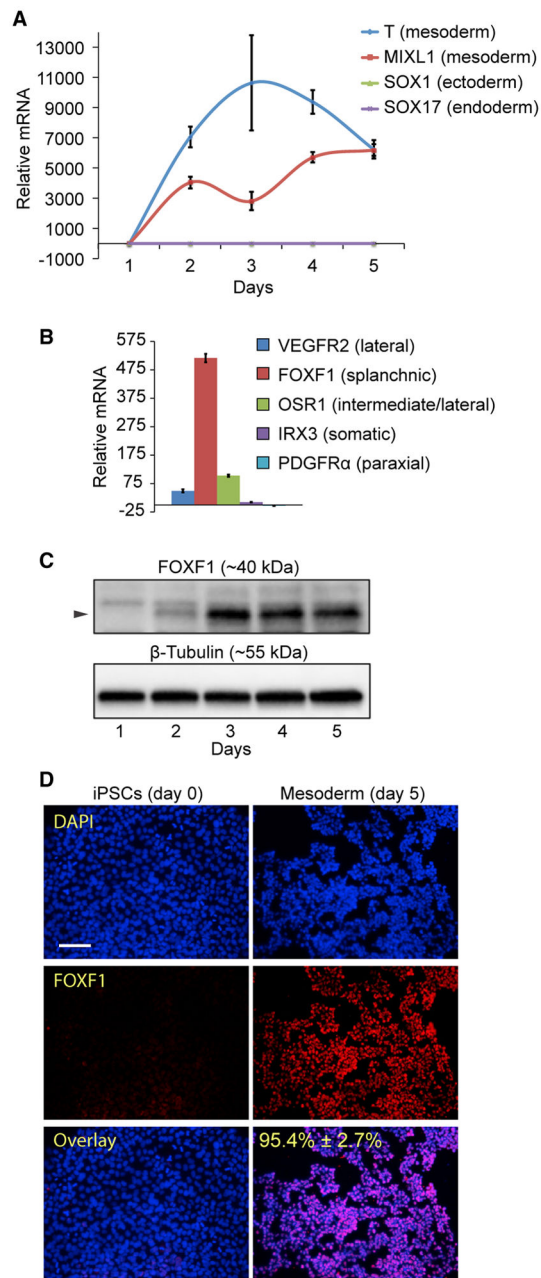 A
Relative mRNA
13000
11000
9000
7000
5000
3000
1000
-1000
1 2 3 4 5
Days
T (mesoderm)
MIXL1 (mesoderm)
SOX1 (ectoderm)
SOX17 (endoderm)
B
Relative mRNA
575
475
375
275
175
75
-25
VEGFR2 (lateral)
FOXF1 (splanchnic)
OSR1 (intermediate/lateral)
IRX3 (somatic)
PDGFRα (paraxial)
C
FOXF1 (~40 kDa)
β-Tubulin (~55 kDa)
1 2 3 4 5
Days
D
iPSCs (day 0) Mesoderm (day 5)
DAPI
FOXF1
Overlay 95.4% ± 2.7%